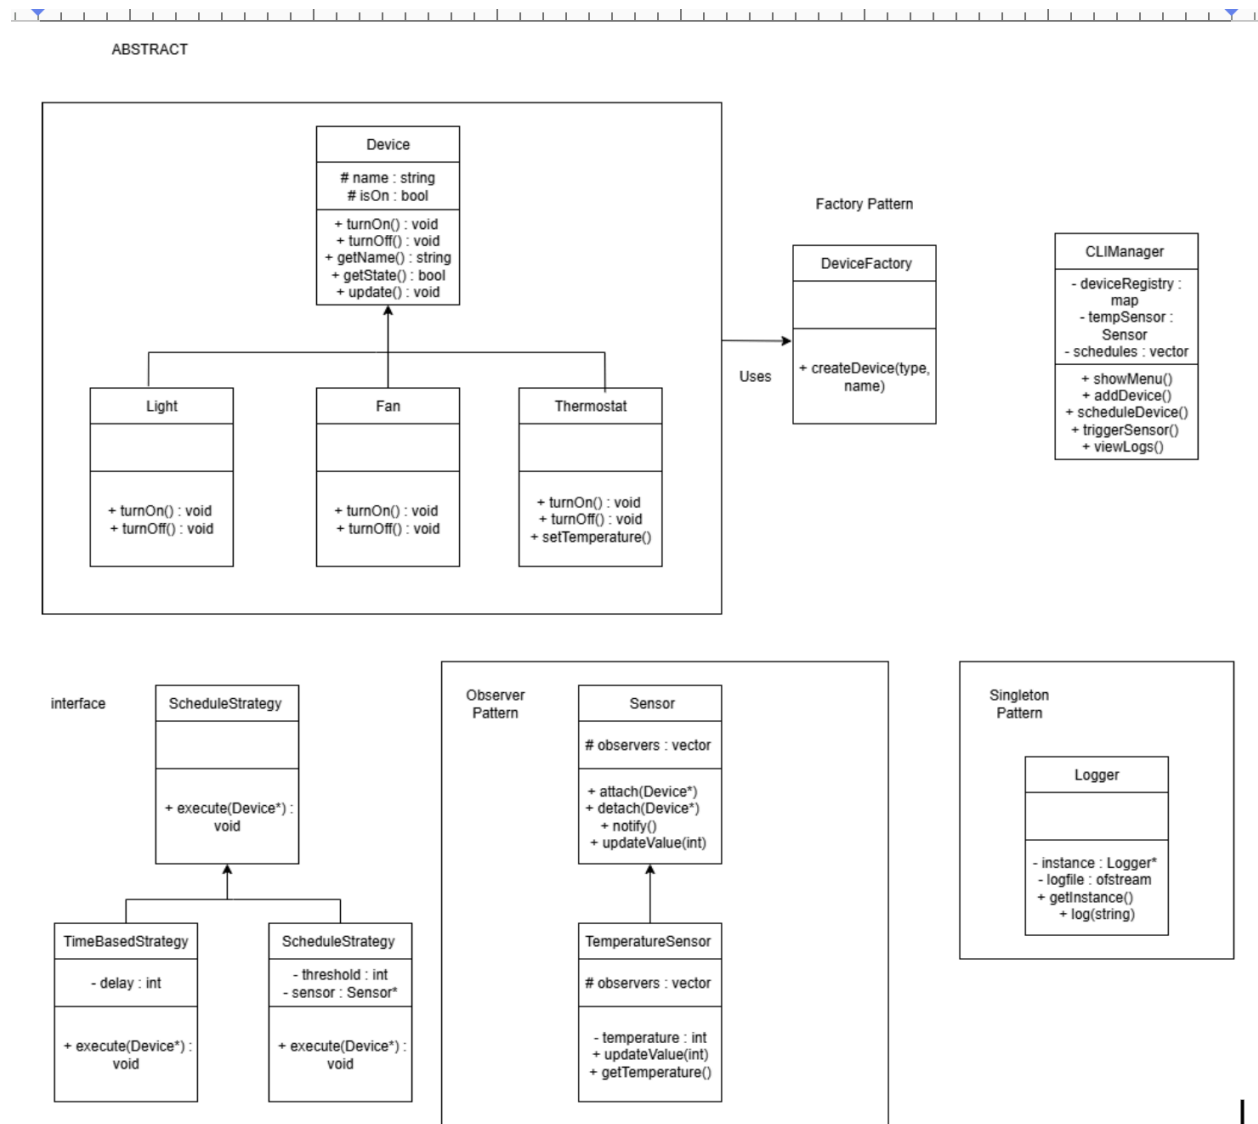 ABSTRACT
Device
# name : string
# isOn : bool
+ turnOn() : void
+ turnOff() : void
+ getName() : string
+ getState() : bool
+ update() : void
Light
+ turnOn() : void
+ turnOff() : void
Fan
+ turnOn() : void
+ turnOff() : void
Thermostat
+ turnOn() : void
+ turnOff() : void
+ setTemperature()
Uses
Factory Pattern
DeviceFactory
+ createDevice(type,
name)
CLIManager
- deviceRegistry :
map
- tempSensor :
Sensor
- schedules : vector
+ showMenu()
+ addDevice()
+ scheduleDevice()
+ triggerSensor()
+ viewLogs()
interface
ScheduleStrategy
+ execute(Device*) :
void
TimeBasedStrategy
- delay : int
+ execute(Device*) :
void
ScheduleStrategy
- threshold : int
- sensor : Sensor*
+ execute(Device*) :
void
Observer
Pattern
Sensor
# observers : vector
+ attach(Device*)
+ detach(Device*)
+ notify()
+ updateValue(int)
TemperatureSensor
# observers : vector
- temperature : int
+ updateValue(int)
+ getTemperature()
Singleton
Pattern
Logger
- instance : Logger*
- logfile : ofstream
+ getInstance()
+ log(string)